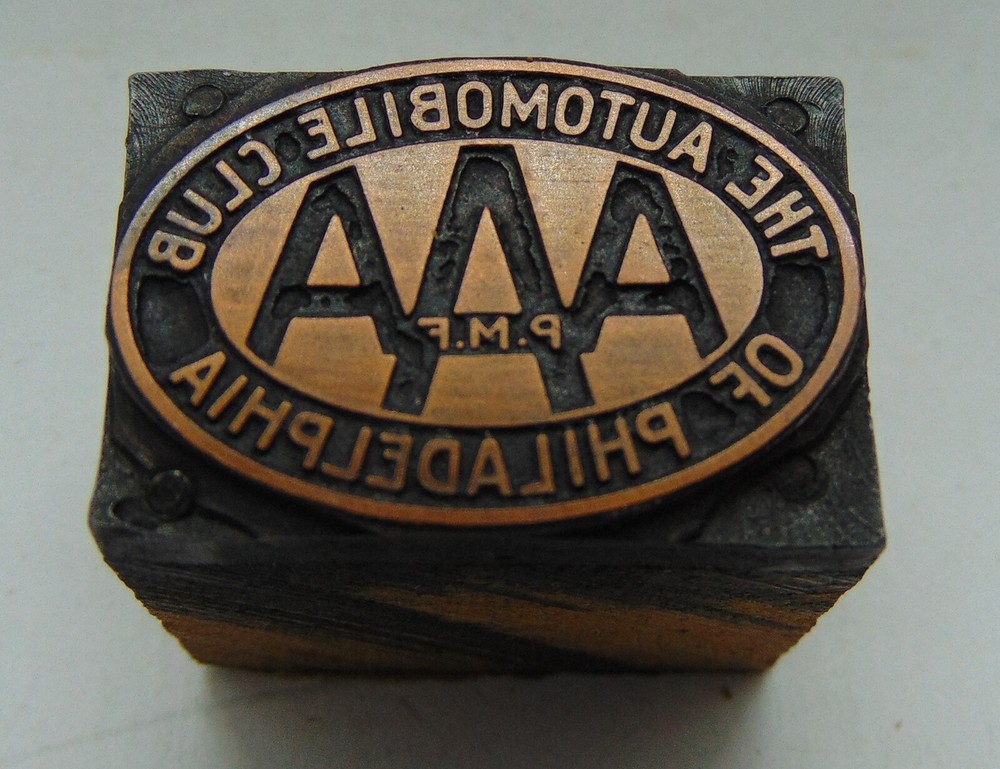 THE AUTOMOBILE CLUB
AAA
P.M.F
OF PHILADELPHIA